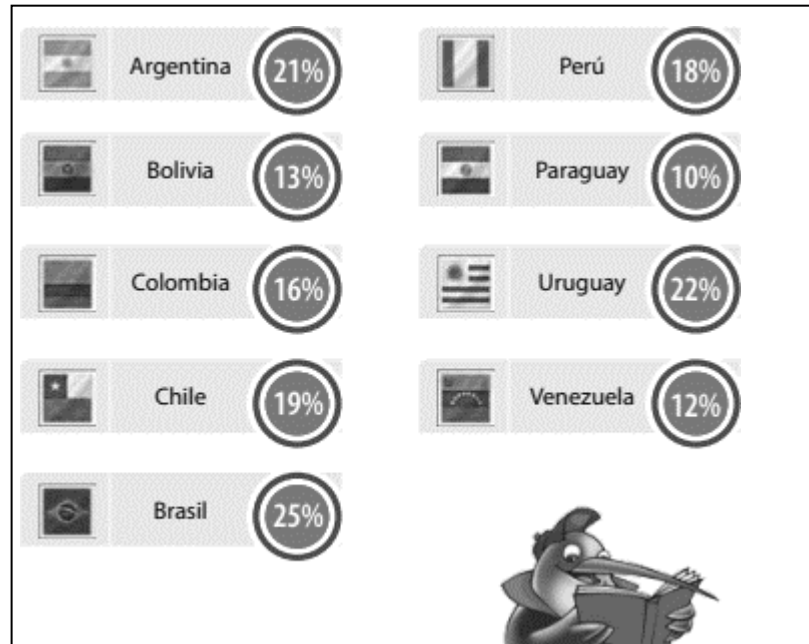 Argentina 21%
Bolivia 13%
Colombia 16%
Chile 19%
Brasil 25%
Perú 18%
Paraguay 10%
Uruguay 22%
Venezuela 12%